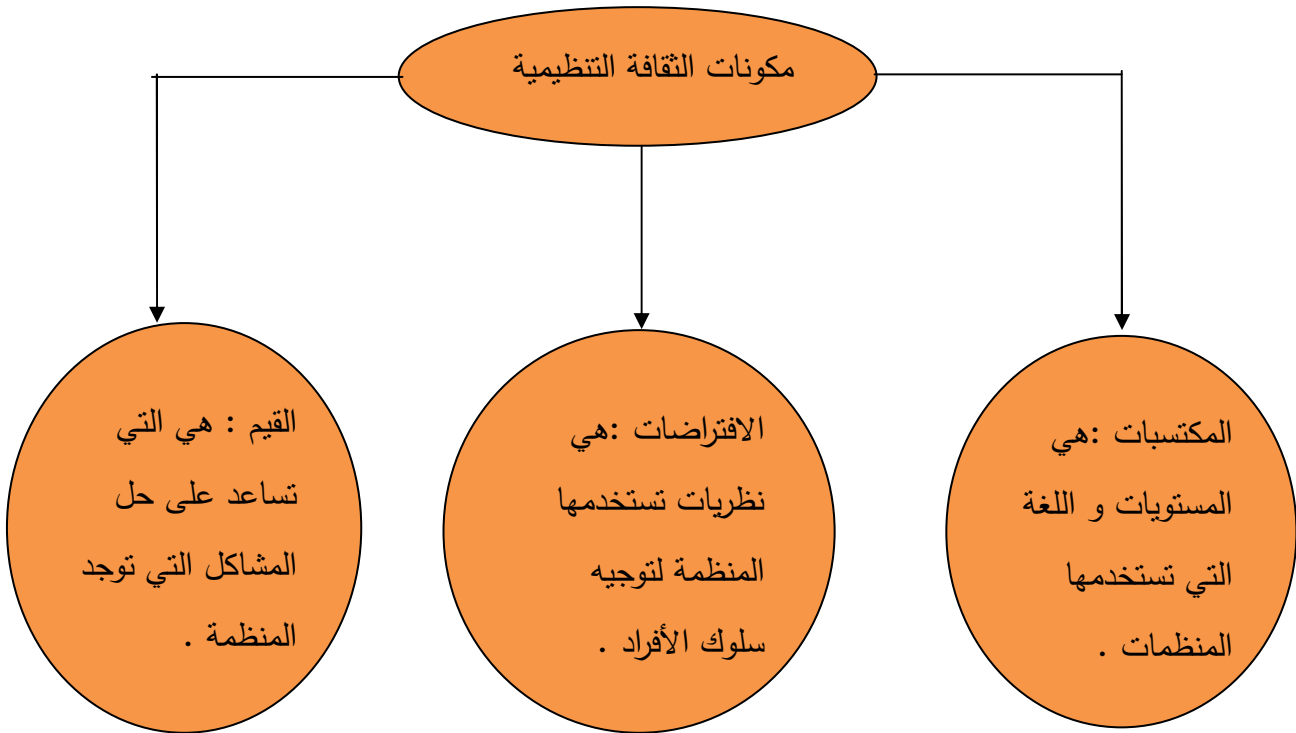 مكونات الثقافة التنظيمية
المكتسبات :هي
المستويات و اللغة
التي تستخدمها
المنظمات .
الافتراضات :هي
نظريات تستخدمها
المنظمة لتوجيه
سلوك الأفراد .
القيم : هي التي
تساعد على حل
المشاكل التي توجد
المنظمة .